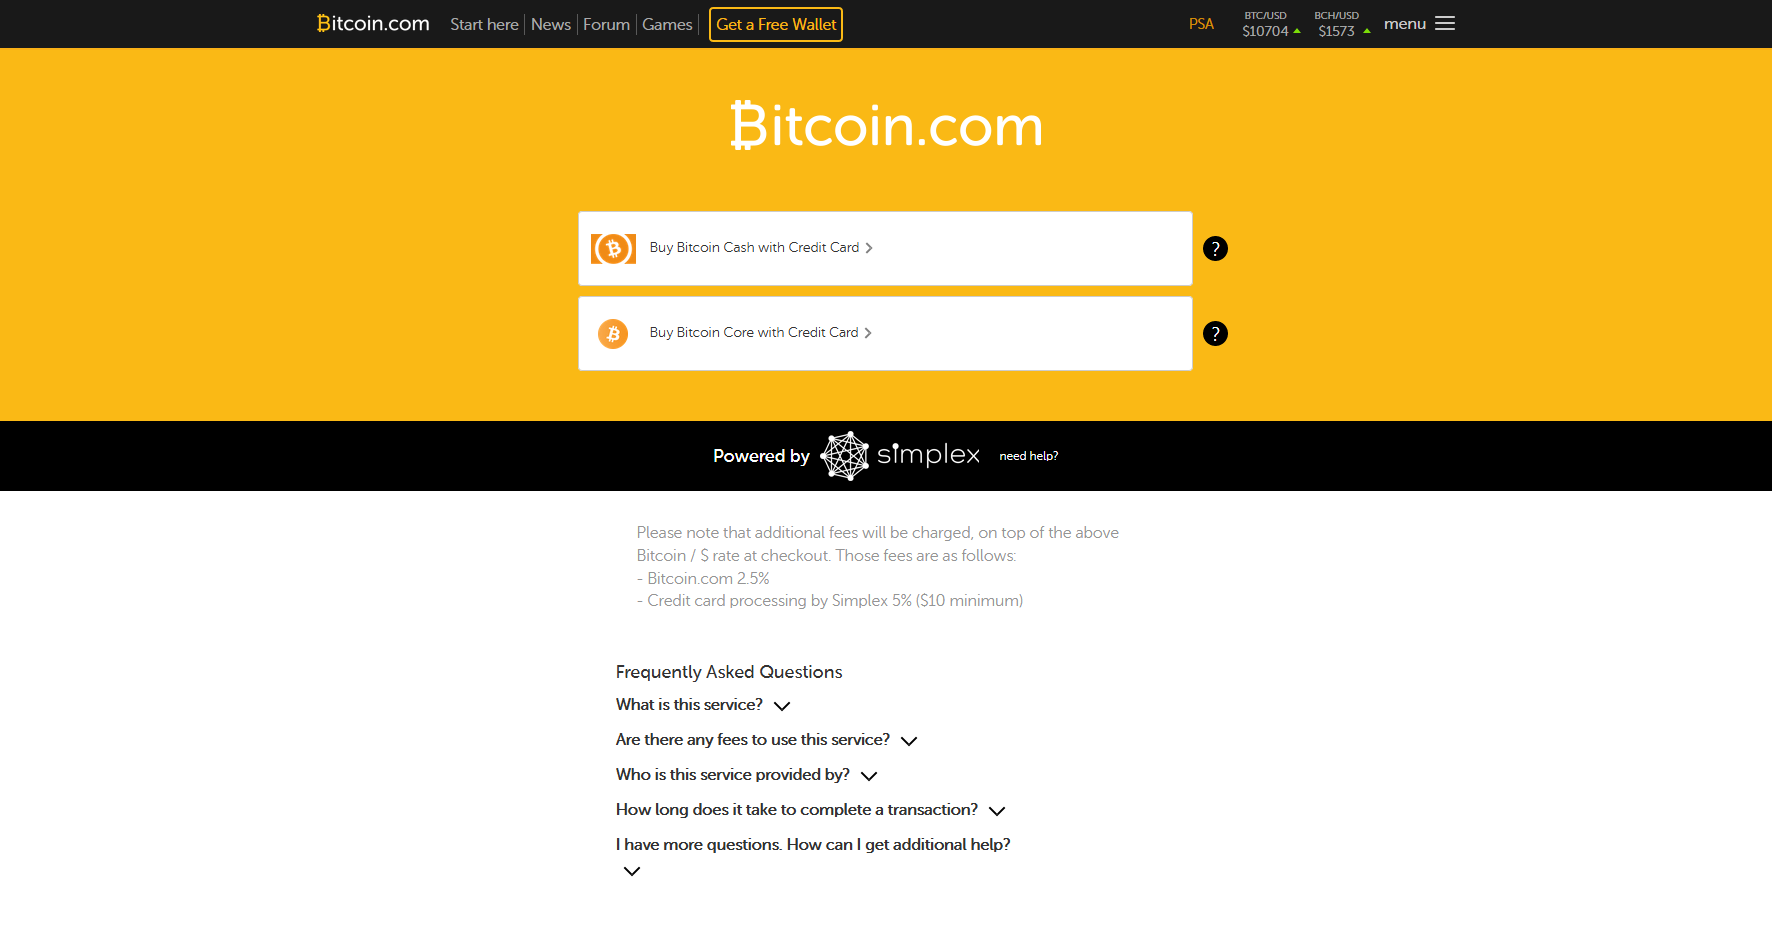 Bitcoin.com Start here News Forum Games Get a Free Wallet PSA BTC/USD $10704 BCH/USD $1573 menu
Bitcoin.com
Buy Bitcoin Cash with Credit Card
?
Buy Bitcoin Core with Credit Card
?
Powered by simplex need help?
Please note that additional fees will be charged, on top of the above
Bitcoin / $ rate at checkout. Those fees are as follows:
- Bitcoin.com 2.5%
- Credit card processing by Simplex 5% ($10 minimum)
Frequently Asked Questions
What is this service?
Are there any fees to use this service?
Who is this service provided by?
How long does it take to complete a transaction?
I have more questions. How can I get additional help?